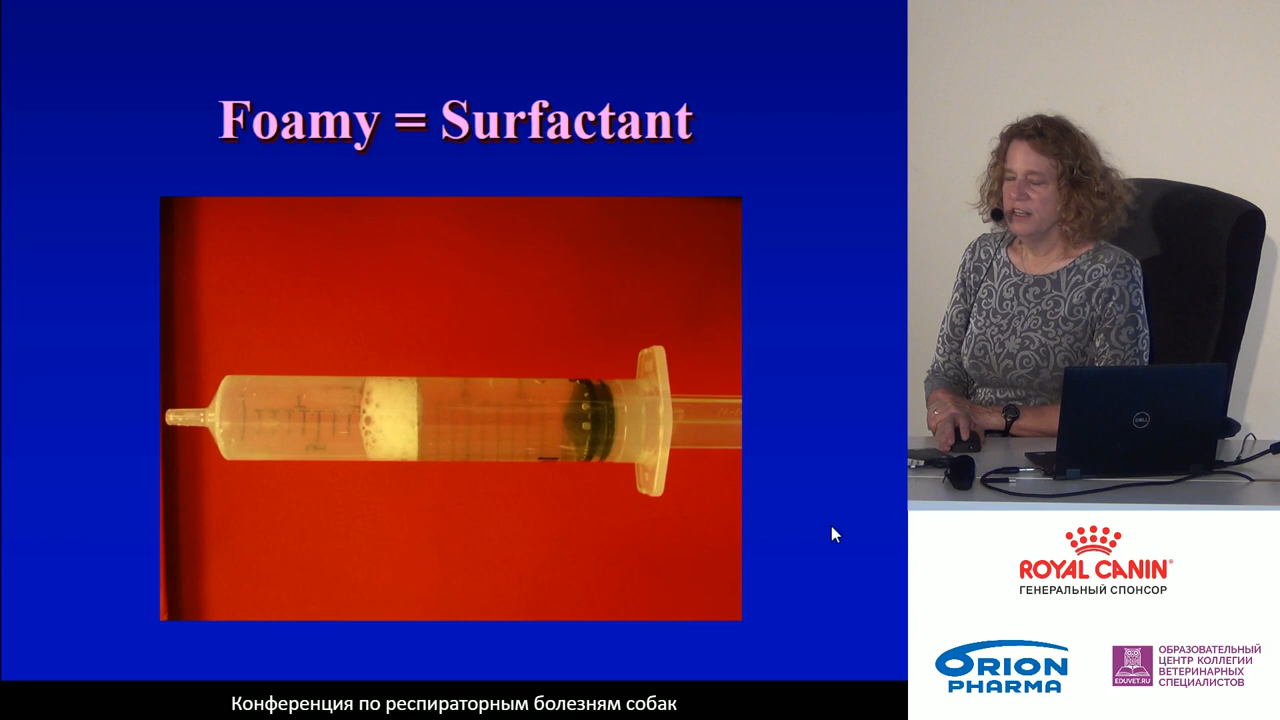 Foamy = Surfactant
DELL
ROYAL CANIN®
ГЕНЕРАЛЬНЫЙ СПОНСОР
ORION
PHARMA
EDUVET.RU
ОБРАЗОВАТЕЛЬНЫЙ
ЦЕНТР КОЛЛЕГИИ
ВЕТЕРИНАРНЫХ
СПЕЦИАЛИСТОВ
Конференция по респираторным болезням собак